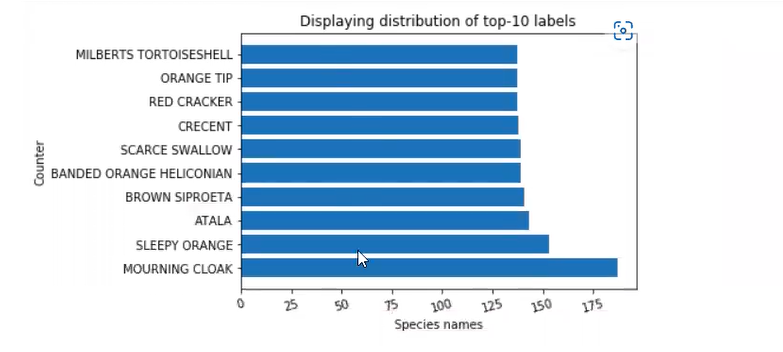 Displaying distribution of top-10 labels
MILBERTS TORTOISESHELL
ORANGE TIP
RED CRACKER
CRECENT
SCARCE SWALLOW
BANDED ORANGE HELICONIAN
BROWN SIPROETA
ATALA
SLEEPY ORANGE
MOURNING CLOAK
Counter
0 25 50 75 100 125 150 175
Species names